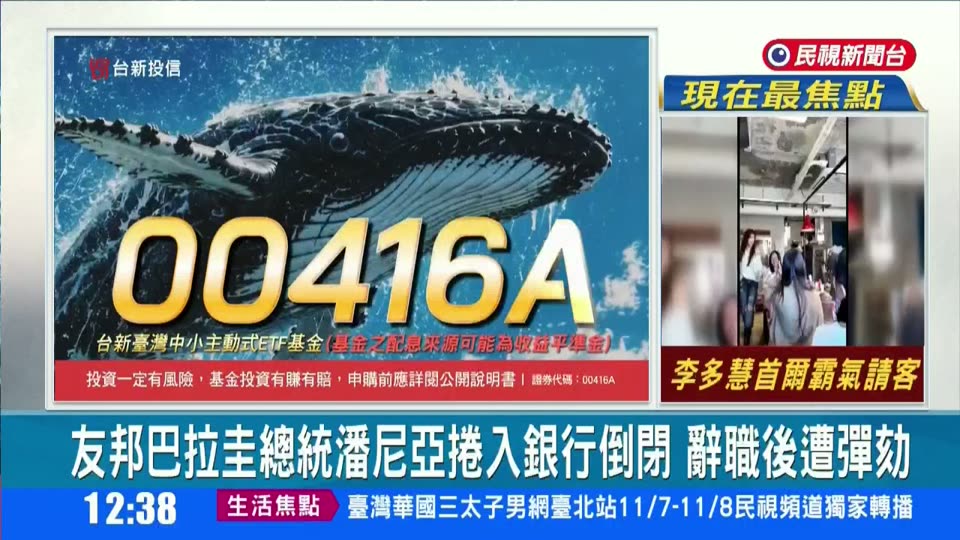 台新投信
00416A
台新臺灣中小主動式ETF基金(基金之配息來源可能為收益平準金)
投資一定有風險，基金投資有賺有賠，申購前應詳閱公開說明書 | 證券代碼：00416A
民視新聞台
現在最焦點
李多慧首爾霸氣請客
友邦巴拉圭總統潘尼亞捲入銀行倒閉 辭職後遭彈劾
12:38 生活焦點 臺灣華國三太子男網臺北站11/7-11/8民視頻道獨家轉播